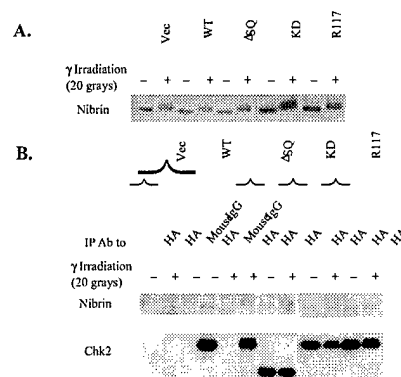 A.
Vec WT ΔSQ KD R117
γ Irradiation – + – + – + – + – +
(20 grays)
Nibrin
B.
Vec WT ΔSQ KD R117
IP Ab to HA HA MouseIgG HA MouseIgG HA HA HA HA HA HA
γ Irradiation – + – – + + – + – + – +
(20 grays)
Nibrin
Chk2